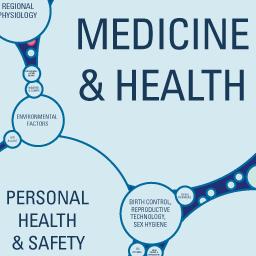 REGIONAL
PHYSIOLOGY
MEDICINE
& HEALTH
ENVIRONMENTAL
FACTORS
PERSONAL
HEALTH
& SAFETY
BIRTH CONTROL,
REPRODUCTIVE
TECHNOLOGY,
SEX HYGIENE